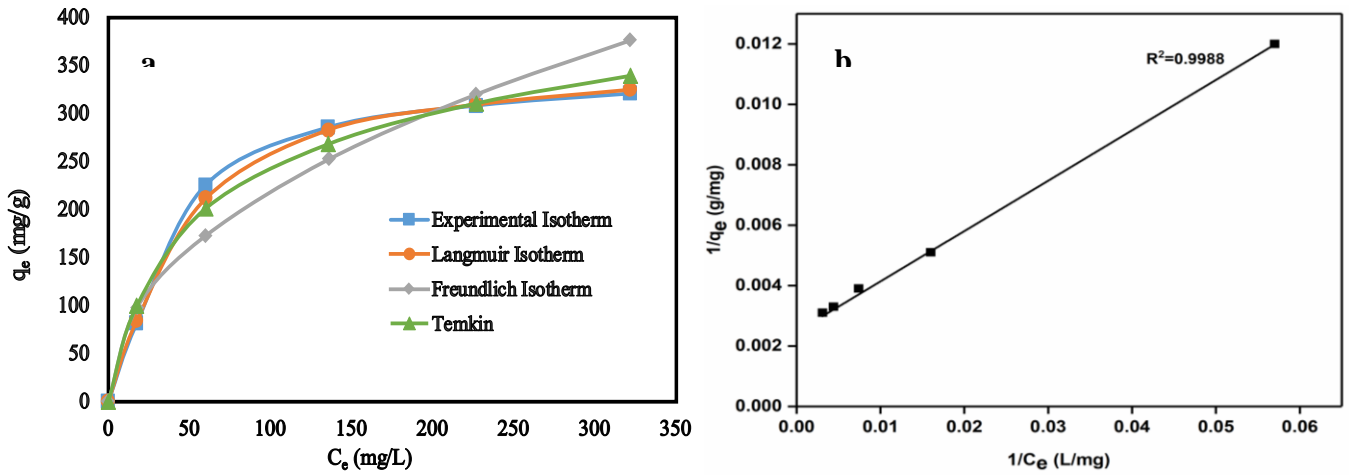 400
350
300
250
200
150
100
50
0
0 50 100 150 200 250 300 350
qe (mg/g)
Ce (mg/L)
a
Experimental Isotherm
Langmuir Isotherm
Freundlich Isotherm
Temkin
b
R²=0.9988
0.012
0.010
0.008
0.006
0.004
0.002
0.000
0.00 0.01 0.02 0.03 0.04 0.05 0.06
1/qe (g/mg)
1/Ce (L/mg)